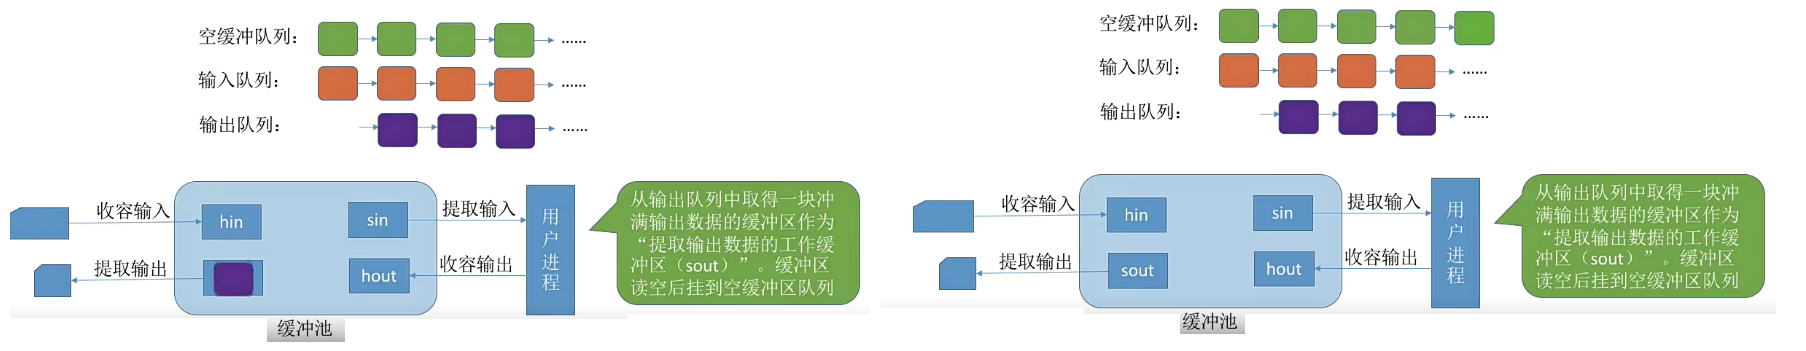 空缓冲队列：
······
输入队列：
······
输出队列：
······
收容输入
hin
sin
提取输入
提取输出
hout
收容输出
用户进程
缓冲池
从输出队列中取得一块冲
满输出数据的缓冲区作为
“提取输出数据的工作缓
冲区（sout）”。缓冲区
读空后挂到空缓冲区队列
空缓冲队列：
输入队列：
······
输出队列：
······
收容输入
hin
sin
提取输入
提取输出
sout
hout
收容输出
用户进程
缓冲池
从输出队列中取得一块冲
满输出数据的缓冲区作为
“提取输出数据的工作缓
冲区（sout）”。缓冲区
读空后挂到空缓冲区队列